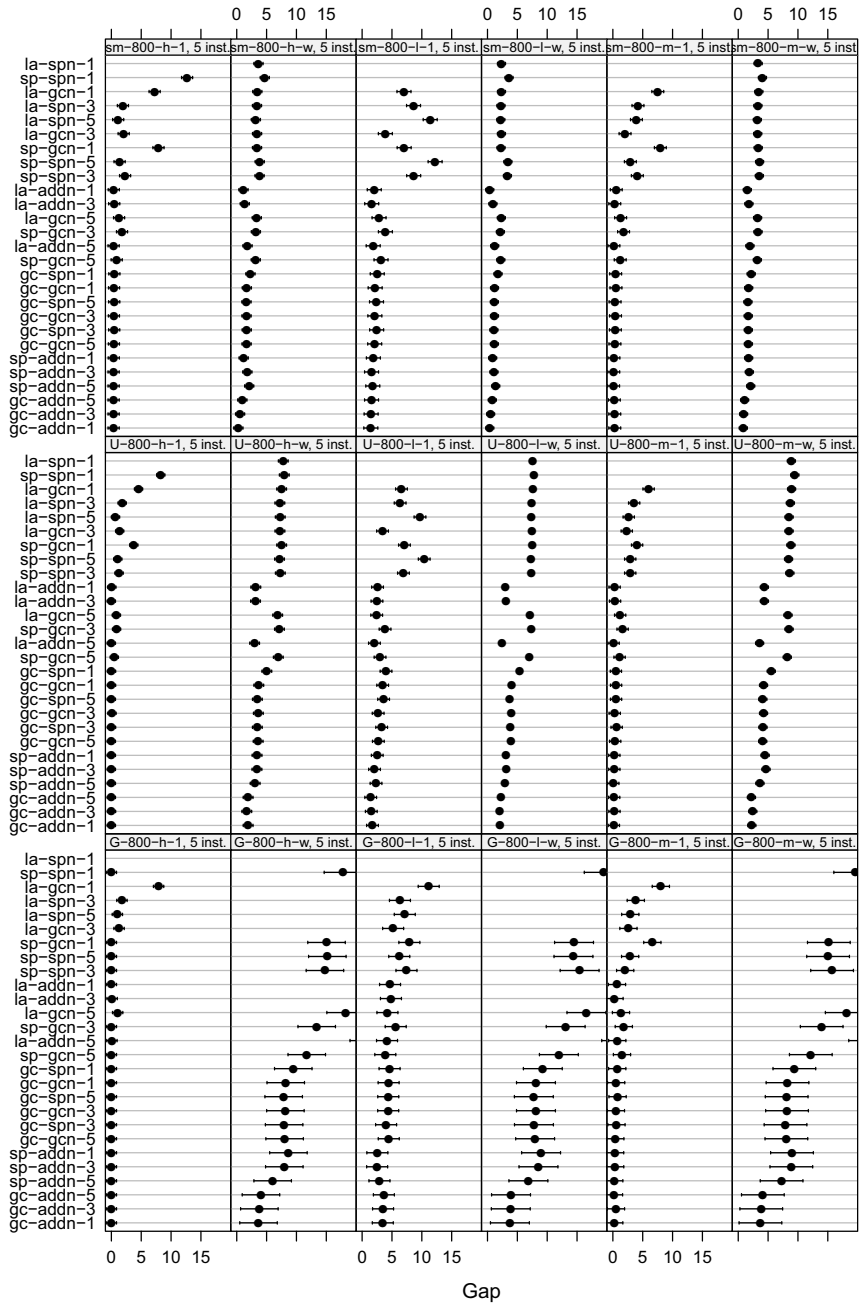 0 5 10 15 0 5 10 15 0 5 10 15
sm−800−h−1, 5 inst. sm−800−h−w, 5 inst. sm−800−l−1, 5 inst. sm−800−l−w, 5 inst. sm−800−m−1, 5 inst. sm−800−m−w, 5 inst.
la−spn−1
sp−spn−1
la−gcn−1
la−spn−3
la−spn−5
la−gcn−3
sp−gcn−1
sp−spn−5
sp−spn−3
la−addn−1
la−addn−3
la−gcn−5
sp−gcn−3
la−addn−5
sp−gcn−5
gc−spn−1
gc−gcn−1
gc−spn−5
gc−gcn−3
gc−spn−3
gc−gcn−5
sp−addn−1
sp−addn−3
sp−addn−5
gc−addn−5
gc−addn−3
gc−addn−1
U−800−h−1, 5 inst. U−800−h−w, 5 inst. U−800−l−1, 5 inst. U−800−l−w, 5 inst. U−800−m−1, 5 inst. U−800−m−w, 5 inst.
la−spn−1
sp−spn−1
la−gcn−1
la−spn−3
la−spn−5
la−gcn−3
sp−gcn−1
sp−spn−5
sp−spn−3
la−addn−1
la−addn−3
la−gcn−5
sp−gcn−3
la−addn−5
sp−gcn−5
gc−spn−1
gc−gcn−1
gc−spn−5
gc−gcn−3
gc−spn−3
gc−gcn−5
sp−addn−1
sp−addn−3
sp−addn−5
gc−addn−5
gc−addn−3
gc−addn−1
G−800−h−1, 5 inst. G−800−h−w, 5 inst. G−800−l−1, 5 inst. G−800−l−w, 5 inst. G−800−m−1, 5 inst. G−800−m−w, 5 inst.
la−spn−1
sp−spn−1
la−gcn−1
la−spn−3
la−spn−5
la−gcn−3
sp−gcn−1
sp−spn−5
sp−spn−3
la−addn−1
la−addn−3
la−gcn−5
sp−gcn−3
la−addn−5
sp−gcn−5
gc−spn−1
gc−gcn−1
gc−spn−5
gc−gcn−3
gc−spn−3
gc−gcn−5
sp−addn−1
sp−addn−3
sp−addn−5
gc−addn−5
gc−addn−3
gc−addn−1
0 5 10 15 0 5 10 15 0 5 10 15
Gap